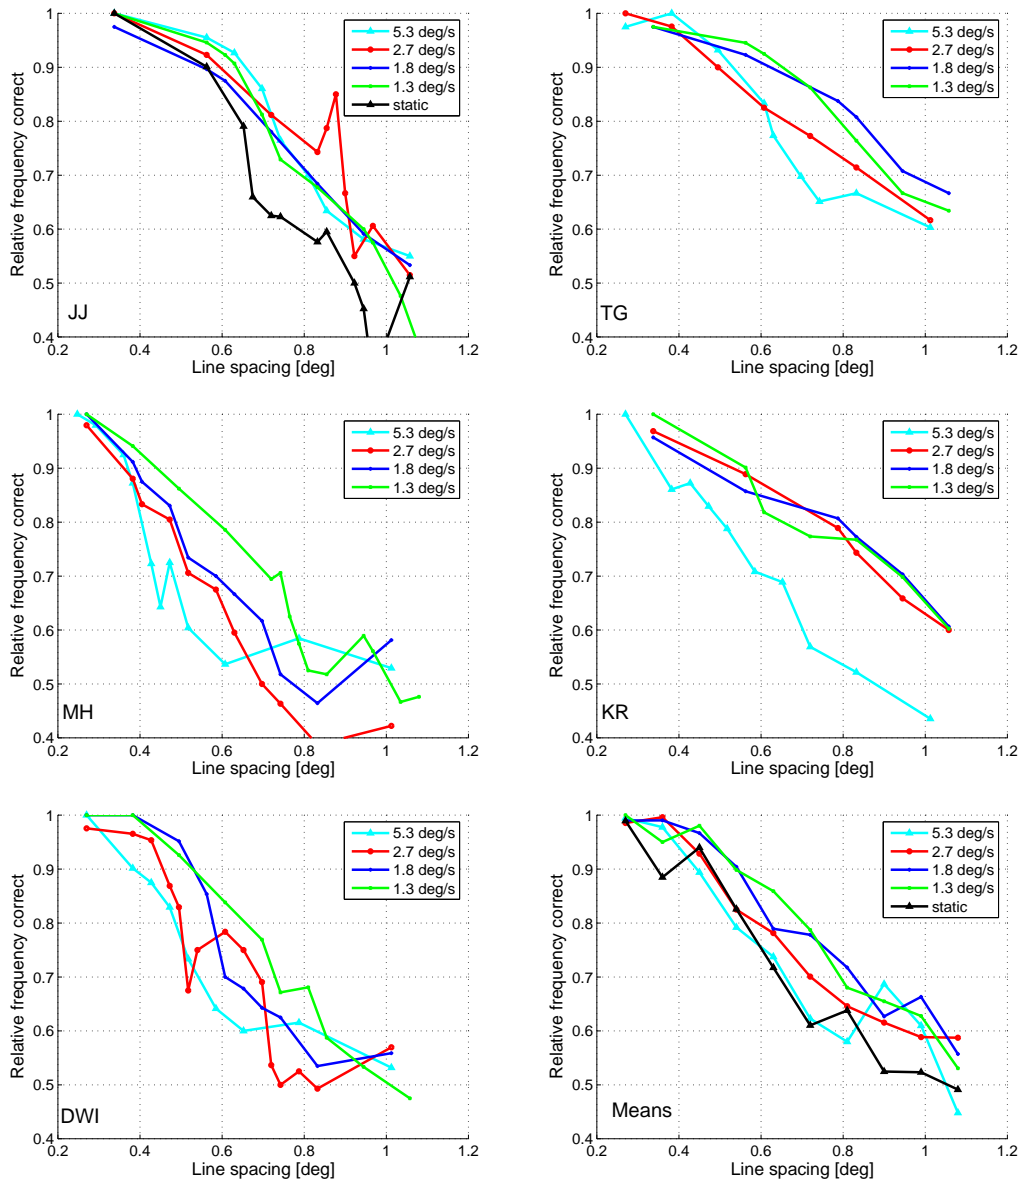 1
0.9
0.8
0.7
0.6
0.5
0.4
0.2 0.4 0.6 0.8 1 1.2
Relative frequency correct
Line spacing [deg]
JJ
5.3 deg/s
2.7 deg/s
1.8 deg/s
1.3 deg/s
static
1
0.9
0.8
0.7
0.6
0.5
0.4
0.2 0.4 0.6 0.8 1 1.2
Relative frequency correct
Line spacing [deg]
TG
5.3 deg/s
2.7 deg/s
1.8 deg/s
1.3 deg/s
1
0.9
0.8
0.7
0.6
0.5
0.4
0.2 0.4 0.6 0.8 1 1.2
Relative frequency correct
Line spacing [deg]
MH
5.3 deg/s
2.7 deg/s
1.8 deg/s
1.3 deg/s
1
0.9
0.8
0.7
0.6
0.5
0.4
0.2 0.4 0.6 0.8 1 1.2
Relative frequency correct
Line spacing [deg]
KR
5.3 deg/s
2.7 deg/s
1.8 deg/s
1.3 deg/s
1
0.9
0.8
0.7
0.6
0.5
0.4
0.2 0.4 0.6 0.8 1 1.2
Relative frequency correct
Line spacing [deg]
DWI
5.3 deg/s
2.7 deg/s
1.8 deg/s
1.3 deg/s
1
0.9
0.8
0.7
0.6
0.5
0.4
0.2 0.4 0.6 0.8 1 1.2
Relative frequency correct
Line spacing [deg]
Means
5.3 deg/s
2.7 deg/s
1.8 deg/s
1.3 deg/s
static